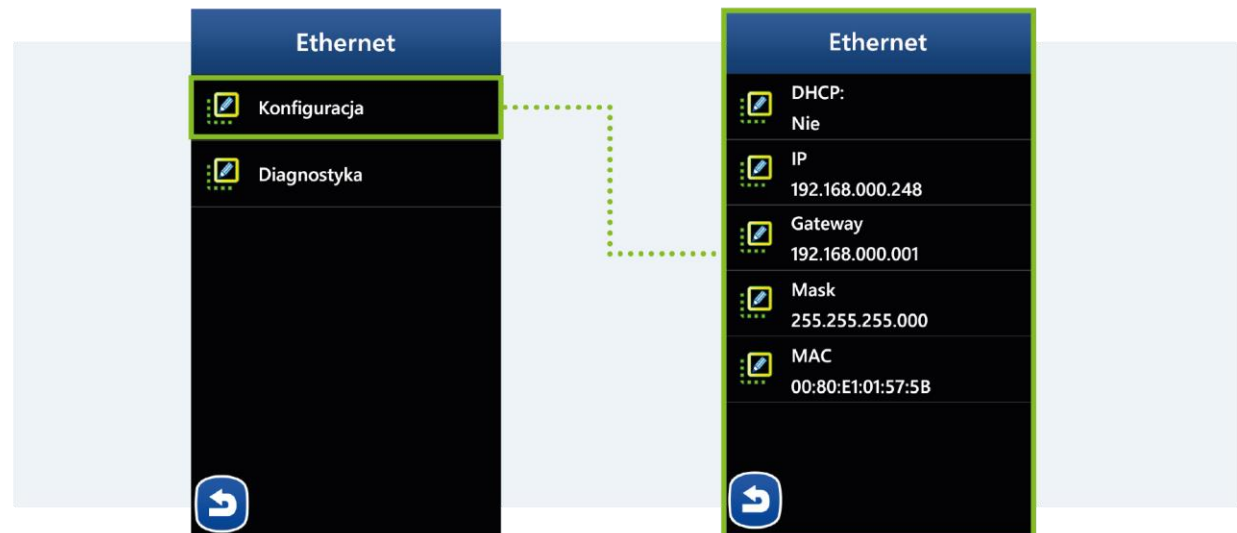 Ethernet
Konfiguracja
Diagnostyka
Ethernet
DHCP:
Nie
IP
192.168.000.248
Gateway
192.168.000.001
Mask
255.255.255.000
MAC
00:80:E1:01:57:5B